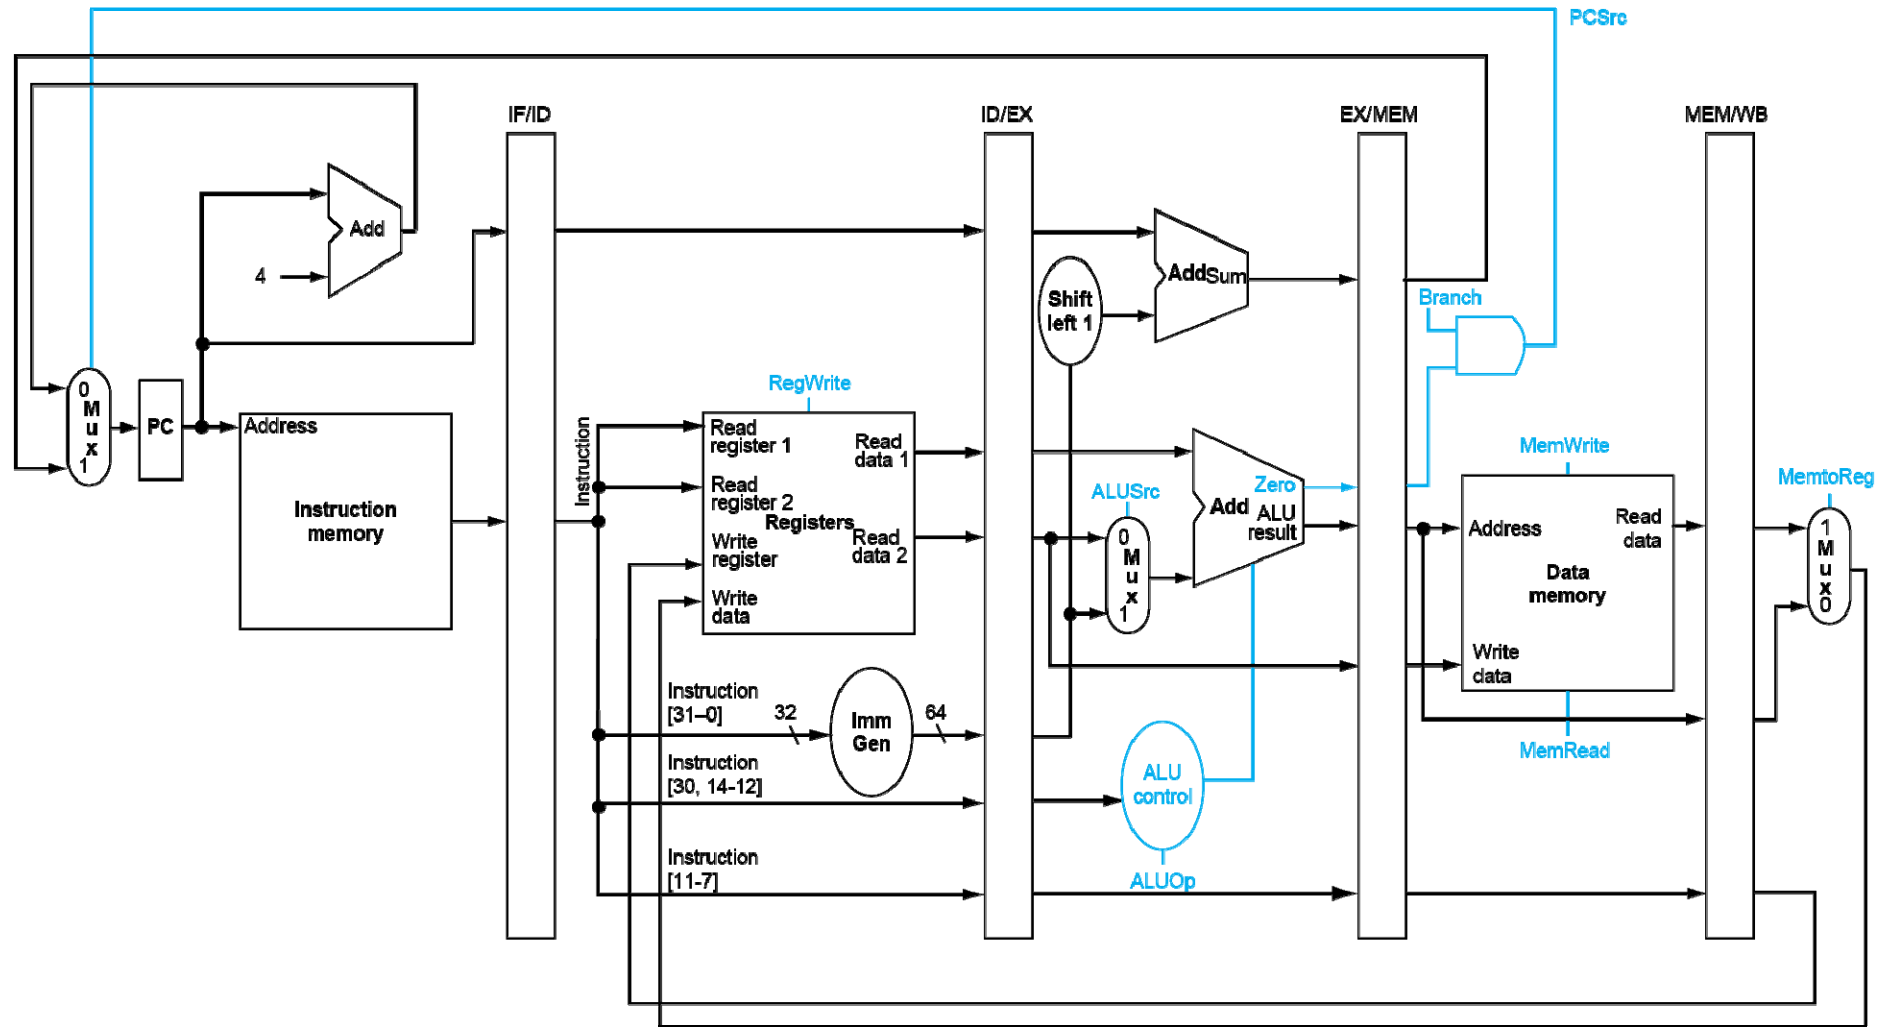 PCSrc
IF/ID
ID/EX
EX/MEM
MEM/WB
Add
4
Add Sum
Shift
left 1
Branch
RegWrite
0
M
u
x
1
PC
Address
Instruction
memory
Instruction
Read
register 1
Read
data 1
Read
register 2
Registers
Write
register
Read
data 2
Write
data
ALUSrc
0
M
u
x
1
Zero
Add
ALU
result
MemWrite
Address
Read
data
Data
memory
Write
data
MemRead
MemtoReg
1
M
u
x
0
Instruction
[31–0]
32
Imm
Gen
64
Instruction
[30, 14-12]
ALU
control
Instruction
[11-7]
ALUOp